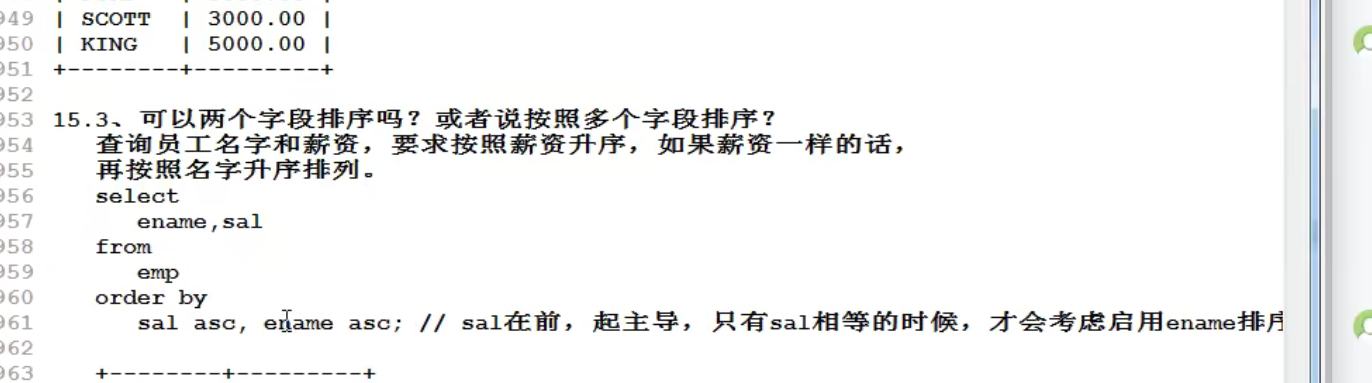 949 | SCOTT  | 3000.00 |
950 | KING   | 5000.00 |
951 +--------+---------+
952
953 15.3、可以两个字段排序吗？或者说按照多个字段排序？
954 查询员工名字和薪资，要求按照薪资升序，如果薪资一样的话，
955 再按照名字升序排列。
956 select
957 ename,sal
958 from
959 emp
960 order by
961 sal asc, ename asc; // sal在前，起主导，只有sal相等的时候，才会考虑启用ename排序
962
963 +--------+---------+